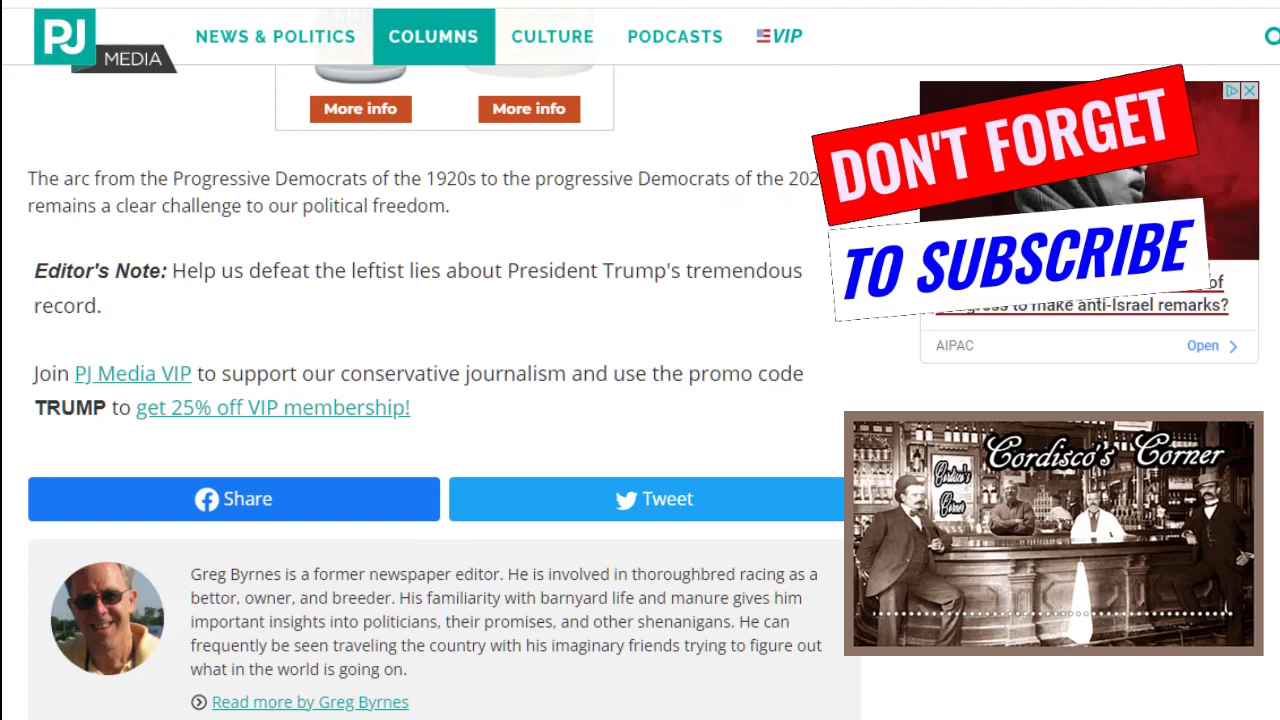 PJ
MEDIA
NEWS & POLITICS
COLUMNS
CULTURE
PODCASTS
VIP
More info
More info
The arc from the Progressive Democrats of the 1920s to the progressive Democrats of the 202
remains a clear challenge to our political freedom.
Editor's Note: Help us defeat the leftist lies about President Trump's tremendous
record.
Join PJ Media VIP to support our conservative journalism and use the promo code
TRUMP to get 25% off VIP membership!
Share
Tweet
Greg Byrnes is a former newspaper editor. He is involved in thoroughbred racing as a
bettor, owner, and breeder. His familiarity with barnyard life and manure gives him
important insights into politicians, their promises, and other shenanigans. He can
frequently be seen traveling the country with his imaginary friends trying to figure out
what in the world is going on.
Read more by Greg Byrnes
DON'T FORGET
TO SUBSCRIBE
of
to make anti-Israel remarks?
AIPAC
Open
Cordisco's Corner
Cordisco's
Corner